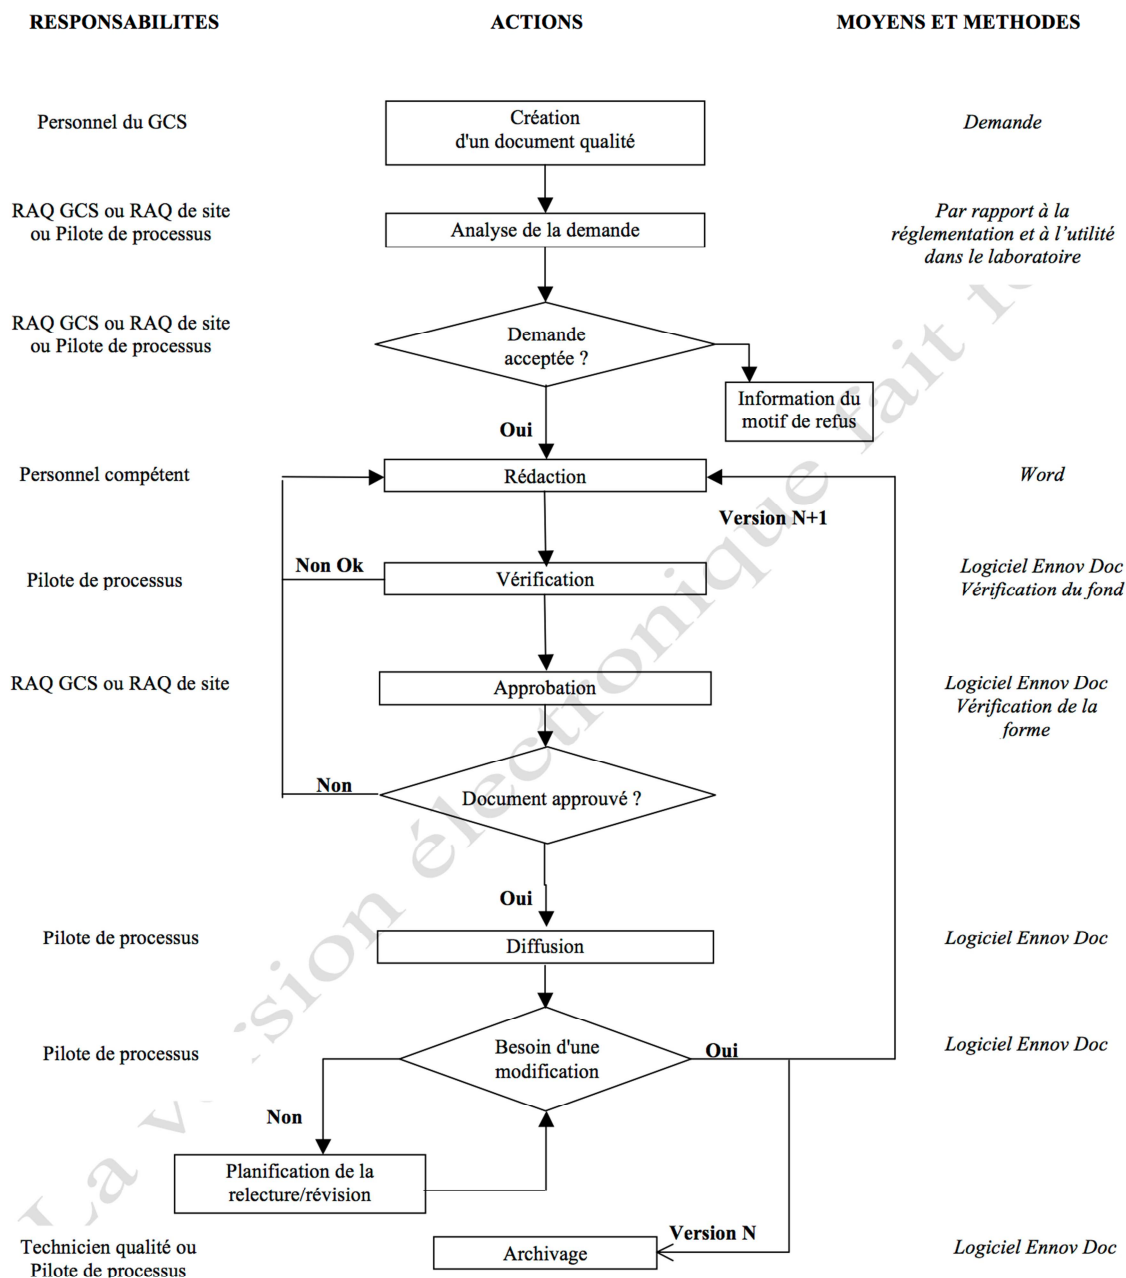 RESPONSABILITES ACTIONS MOYENS ET METHODES
Personnel du GCS
Création
d'un document qualité
Demande
RAQ GCS ou RAQ de site
ou Pilote de processus
Analyse de la demande
Par rapport à la
réglementation et à l'utilité
dans le laboratoire
RAQ GCS ou RAQ de site
ou Pilote de processus
Demande
acceptée ?
Information du
motif de refus
Oui
Personnel compétent
Rédaction
Word
Version N+1
Non Ok
Pilote de processus
Vérification
Logiciel Ennov Doc
Vérification du fond
RAQ GCS ou RAQ de site
Approbation
Logiciel Ennov Doc
Vérification de la
forme
Non
Document approuvé ?
Oui
Pilote de processus
Diffusion
Logiciel Ennov Doc
Pilote de processus
Besoin d'une
modification
Oui
Logiciel Ennov Doc
Non
Planification de la
relecture/révision
Version N
Technicien qualité ou
Pilote de processus
Archivage
Logiciel Ennov Doc
La version électronique fait